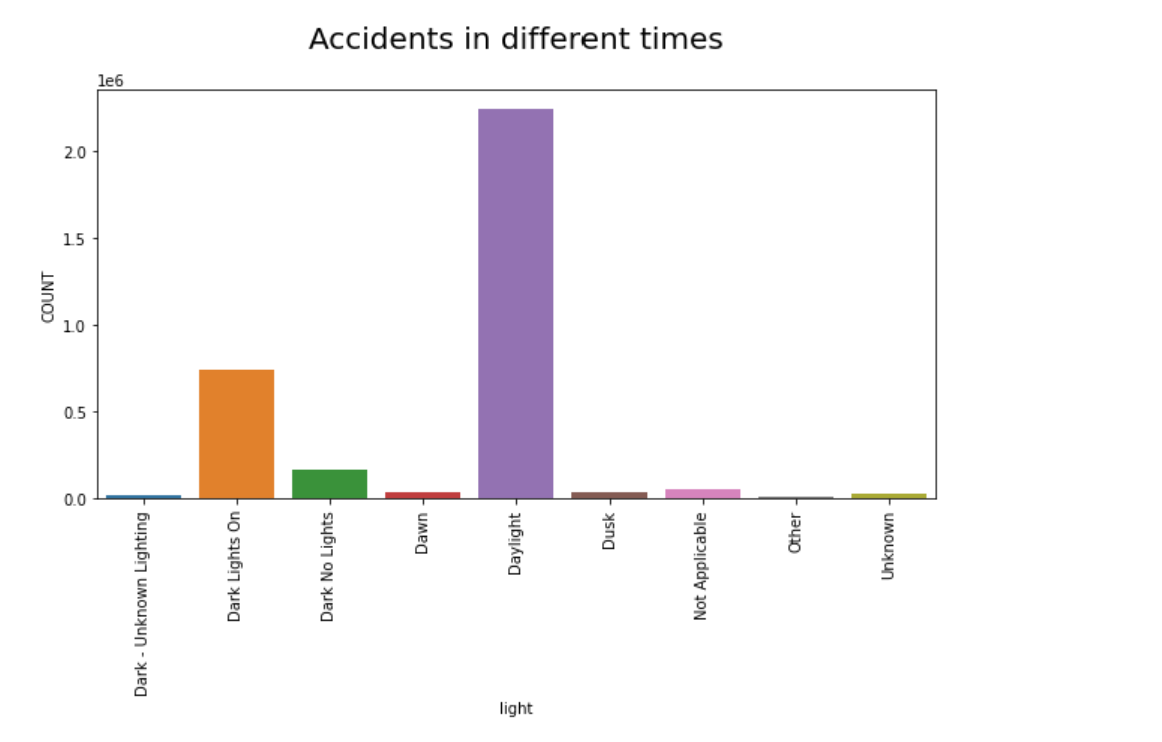 Accidents in different times
1e6
2.0
1.5
1.0
0.5
0.0
COUNT
Dark - Unknown Lighting
Dark Lights On
Dark No Lights
Dawn
Daylight
Dusk
Not Applicable
Other
Unknown
light